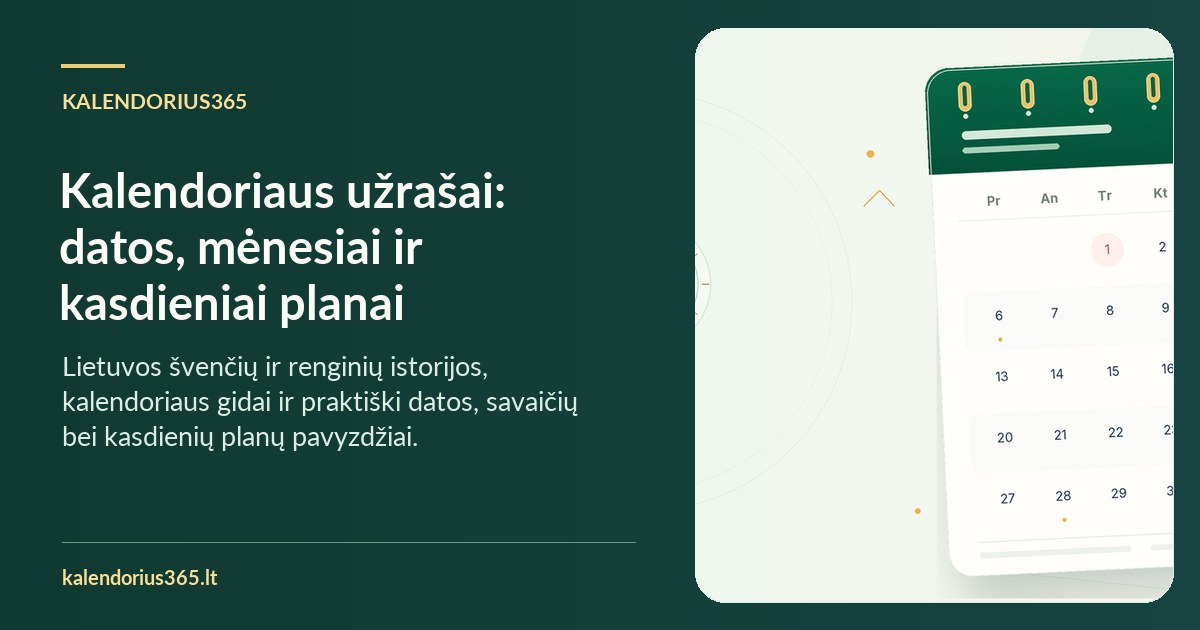 KALENDORIUS365
Kalendoriaus užrašai:
datos, mėnesiai ir
kasdieniai planai
Lietuvos švenčių ir renginių istorijos,
kalendoriaus gidai ir praktiški datos, savaičių
bei kasdienių planų pavyzdžiai.
kalendorius365.lt
Pr An Tr Kt
1 2
6 7 8 9
13 14 15 16
20 21 22
27 28 29